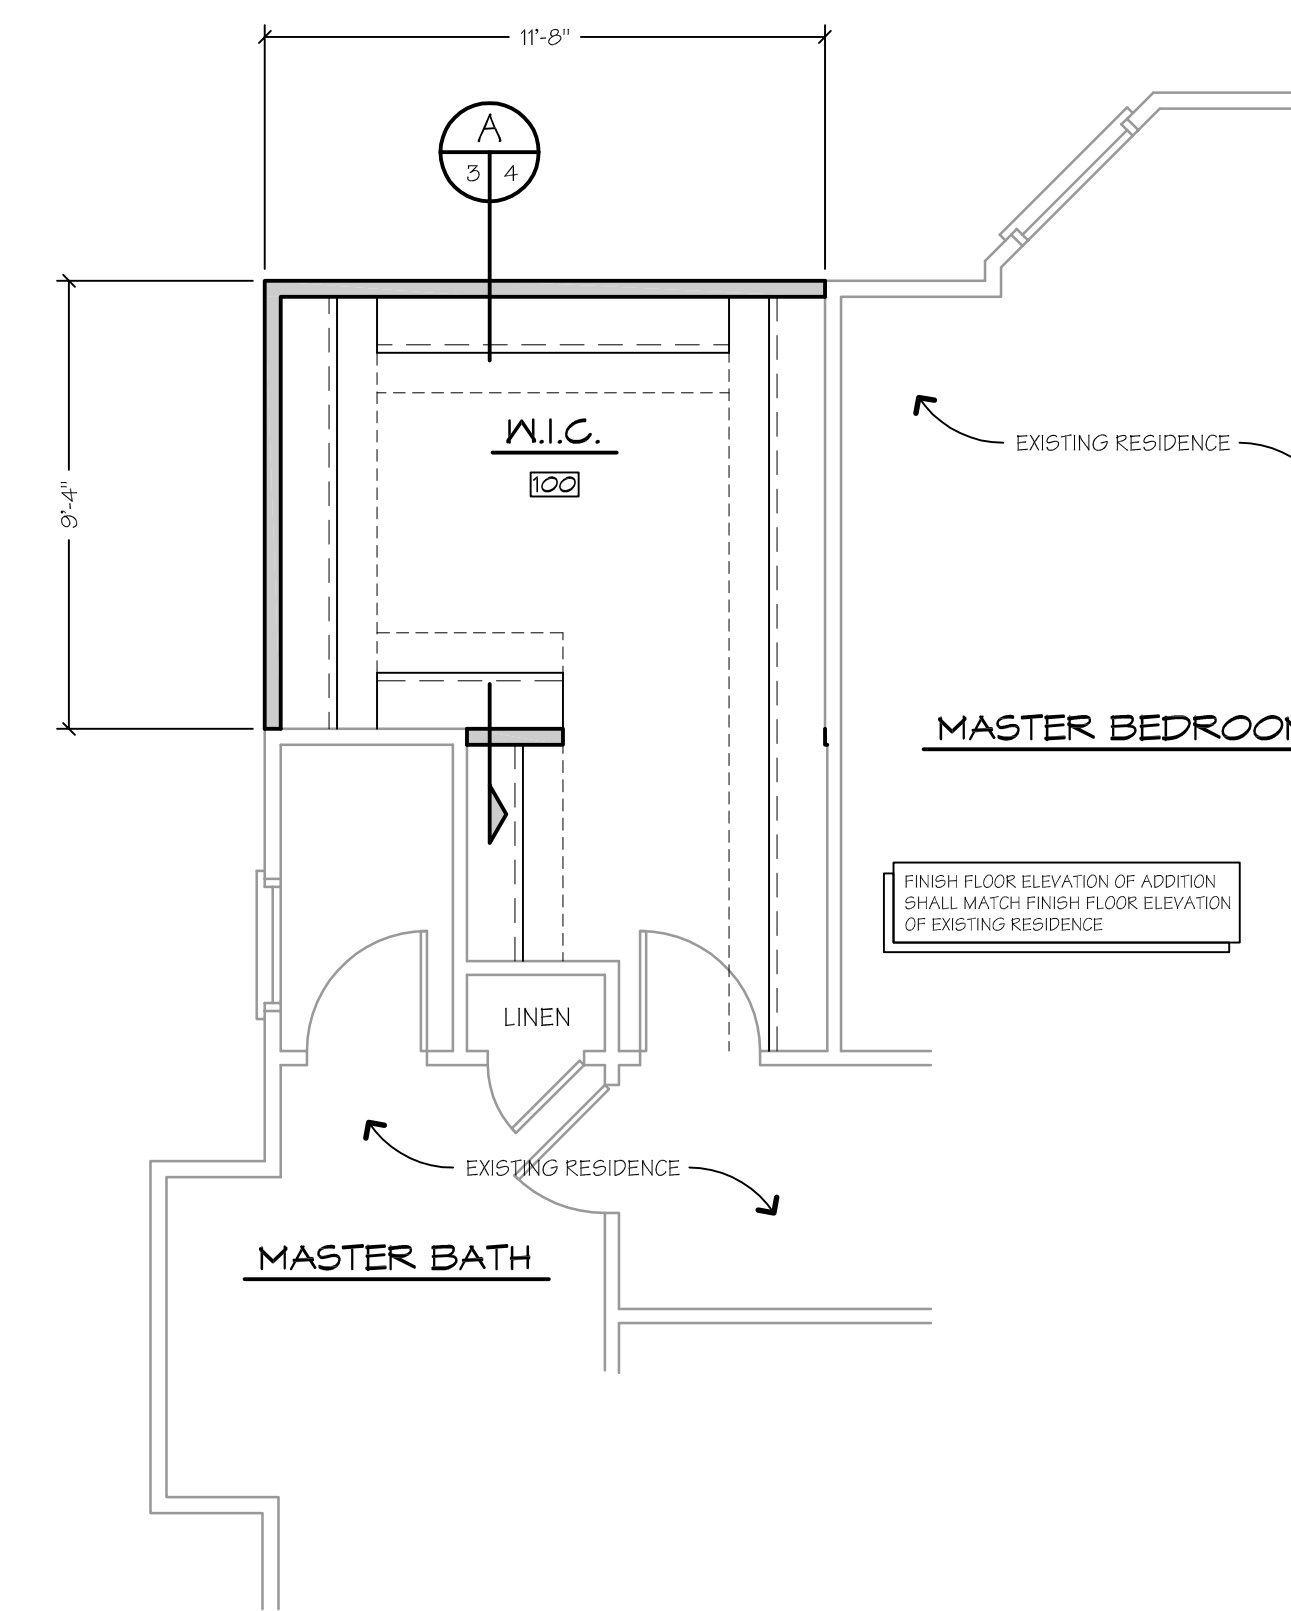 11'-8"
A
3 4
W.I.C.
100
EXISTING RESIDENCE
9'-4"
MASTER BEDROOM
FINISH FLOOR ELEVATION OF ADDITION
SHALL MATCH FINISH FLOOR ELEVATION
OF EXISTING RESIDENCE
LINEN
EXISTING RESIDENCE
MASTER BATH